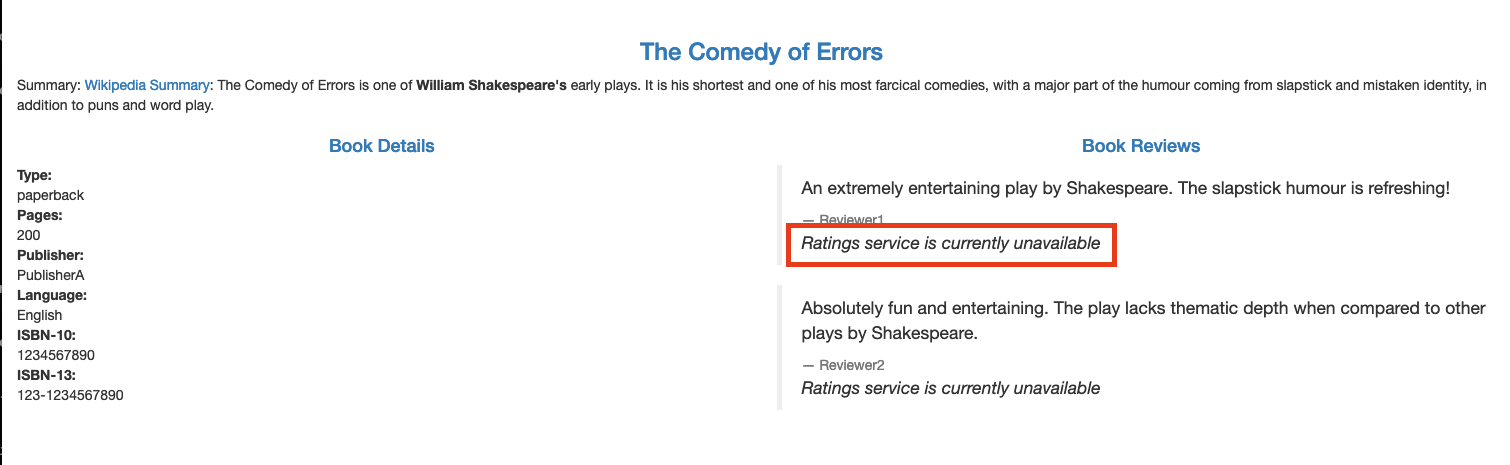 The Comedy of Errors
Summary: Wikipedia Summary: The Comedy of Errors is one of William Shakespeare's early plays. It is his shortest and one of his most farcical comedies, with a major part of the humour coming from slapstick and mistaken identity, in
addition to puns and word play.
Book Details
Type:
paperback
Pages:
200
Publisher:
PublisherA
Language:
English
ISBN-10:
1234567890
ISBN-13:
123-1234567890
Book Reviews
An extremely entertaining play by Shakespeare. The slapstick humour is refreshing!
— Reviewer1
Ratings service is currently unavailable
Absolutely fun and entertaining. The play lacks thematic depth when compared to other
plays by Shakespeare.
— Reviewer2
Ratings service is currently unavailable